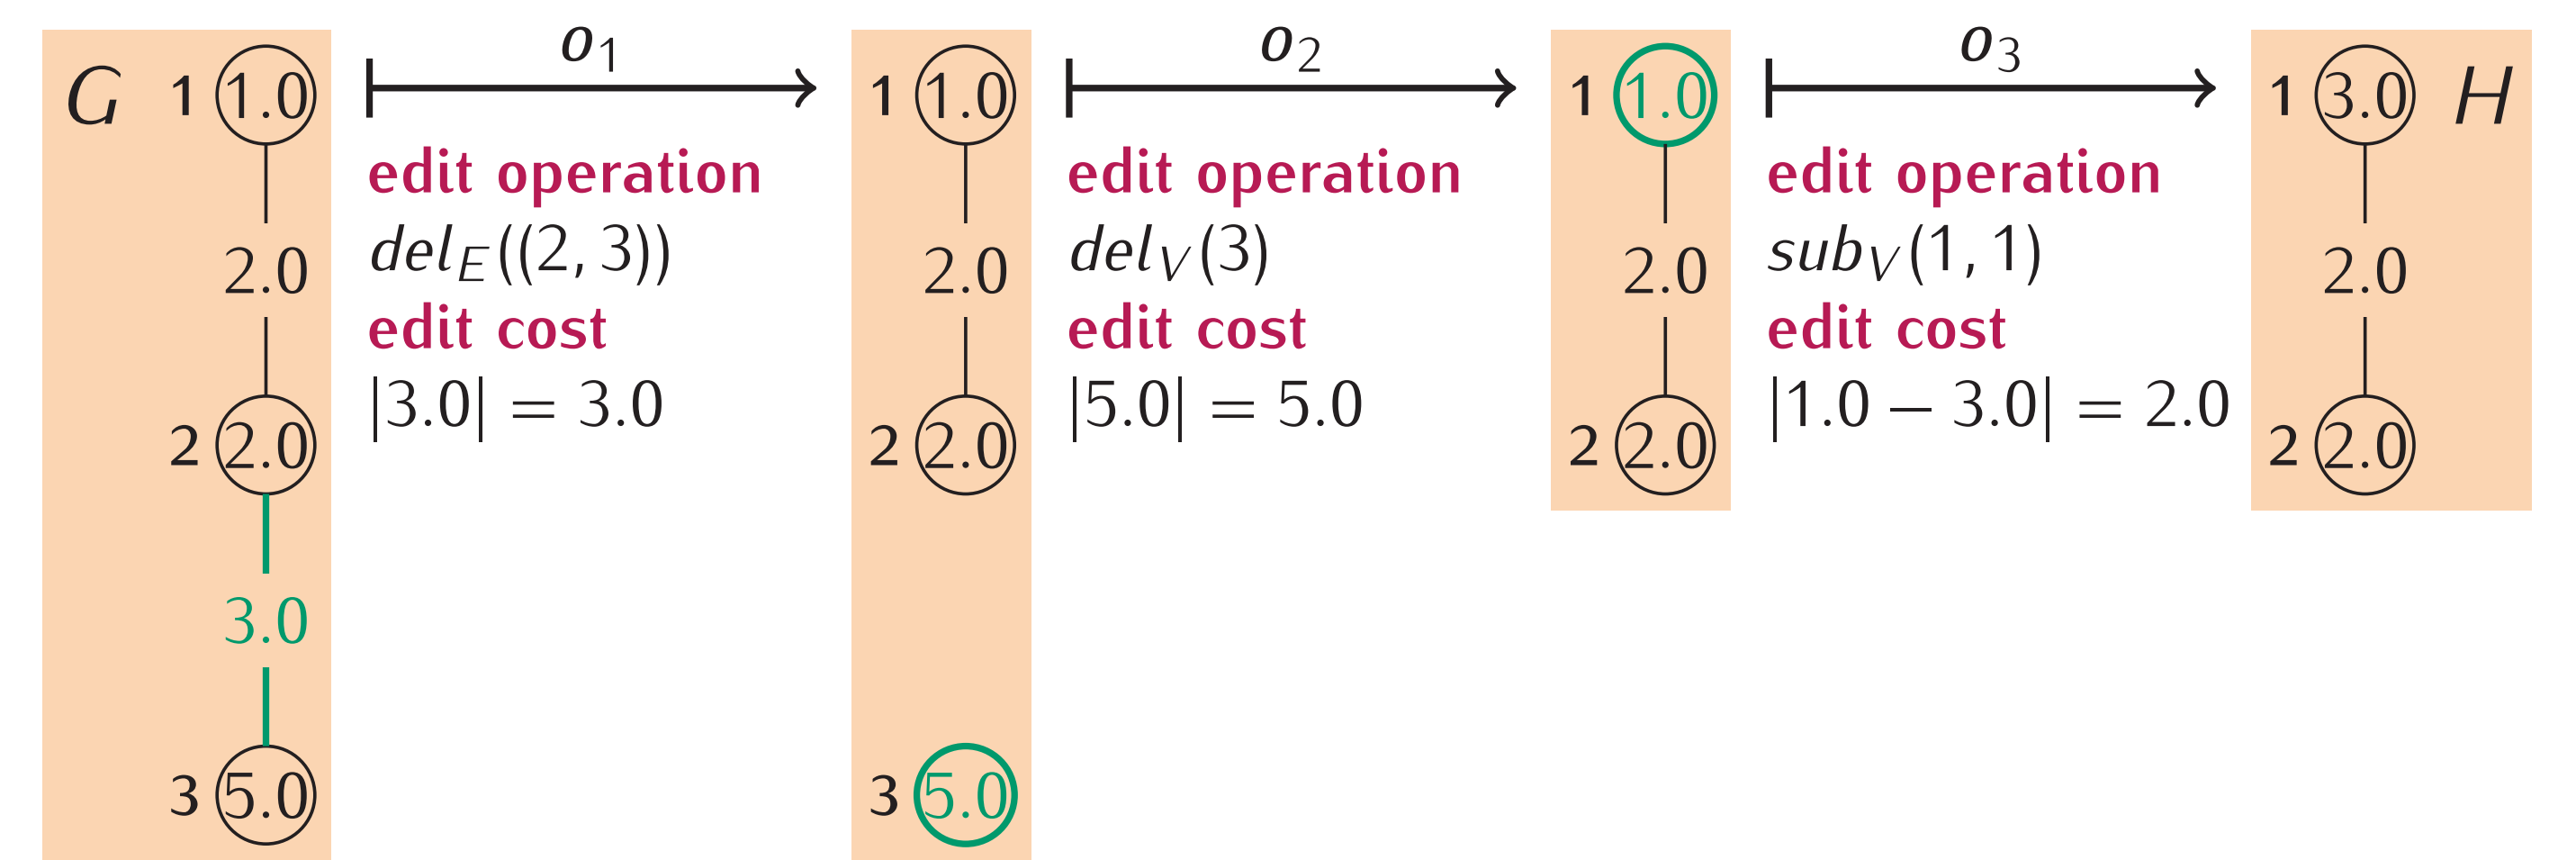 G
1 1.0
2.0
2 2.0
3.0
3 5.0
o₁
edit operation
del_E((2, 3))
edit cost
|3.0| = 3.0
1 1.0
2.0
2 2.0
3 5.0
o₂
edit operation
del_V(3)
edit cost
|5.0| = 5.0
1 1.0
2.0
2 2.0
o₃
edit operation
sub_V(1, 1)
edit cost
|1.0 − 3.0| = 2.0
1 3.0 H
2.0
2 2.0